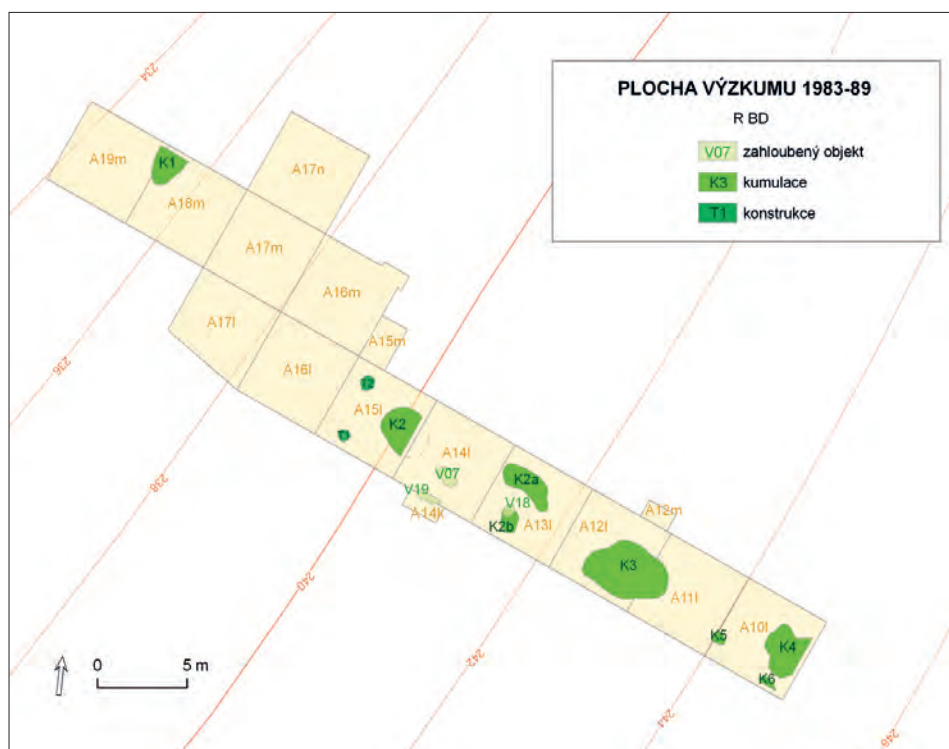 PLOCHA VÝZKUMU 1983-89
R BD
V07 zahloubený objekt
K3 kumulace
T1 konstrukce
234
A19m
K1
A18m
A17n
A17m
A16m
A17l
A15m
A16l
236
T2
A15l
K2
T1
A14l
V07
V19
A14k
K2a
V18
K2b
A13l
A12l
A12m
K3
A11l
238
240
K5
A10l
K4
K6
242
244
246
0 5 m